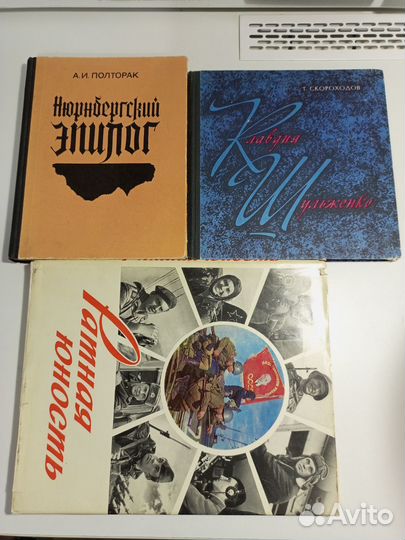 А.И. ПОЛТОРАК
Нюрнбергский
ЭПИЛОГ
Т. СКОРОХОДОВ
Клавдия
Шульженко
Ратная
юность
Avito